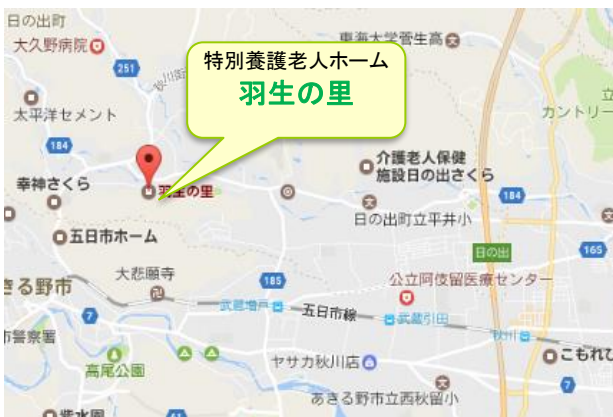 日の出町
大久野病院
東海大学菅生高
特別養護老人ホーム
羽生の里
251
太平洋セメント
カントリー
184
介護老人保健
施設日の出さくら
幸神さくら
羽生の里
184
日の出町立平井小
五日市ホーム
日の出
165
大悲願寺
185
公立阿伎留医療センター
きる野市
武蔵増戸
五日市線
武蔵引田
7
秋川
市警察署
こもれび
高尾公園
ヤサカ秋川店
7
あきる野市立西秋留小
61